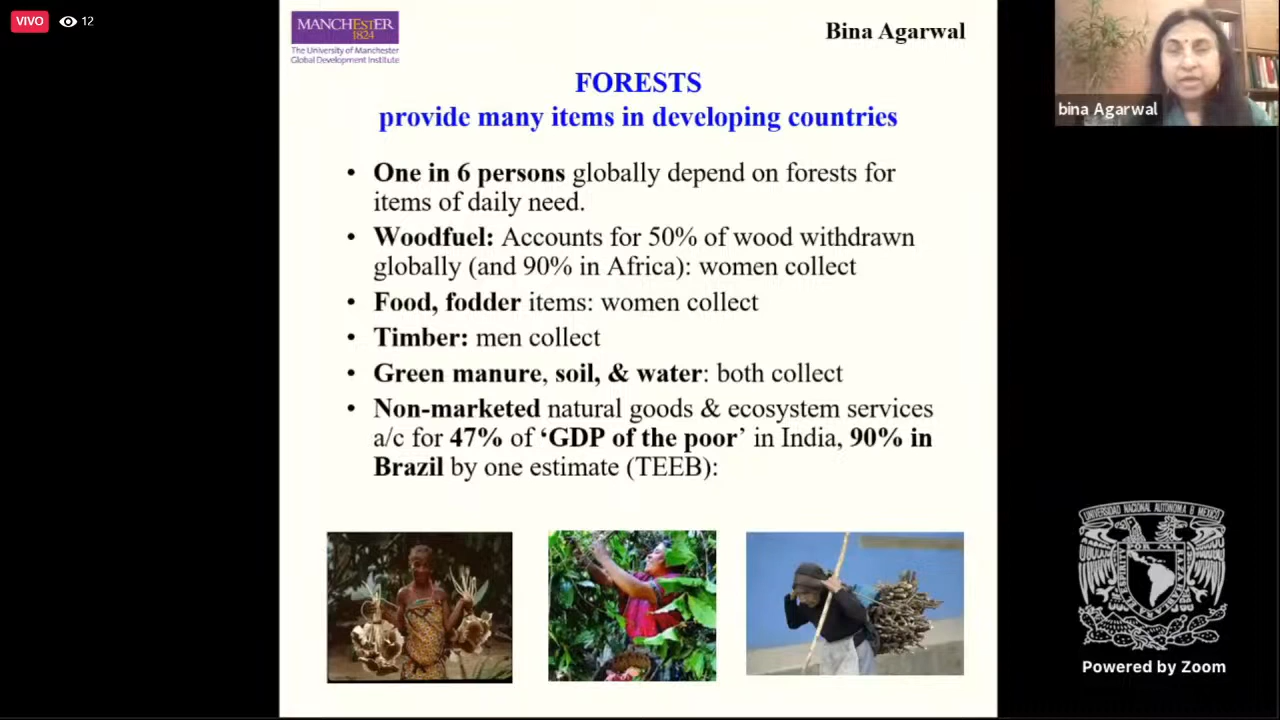 VIVO 12
MANCHESTER
1824
The University of Manchester
Global Development Institute
Bina Agarwal
bina Agarwal
FORESTS
provide many items in developing countries
• One in 6 persons globally depend on forests for
items of daily need.
• Woodfuel: Accounts for 50% of wood withdrawn
globally (and 90% in Africa): women collect
• Food, fodder items: women collect
• Timber: men collect
• Green manure, soil, & water: both collect
• Non-marketed natural goods & ecosystem services
a/c for 47% of ‘GDP of the poor’ in India, 90% in
Brazil by one estimate (TEEB):
UNIVERSIDAD NACIONAL AUTONOMA
Powered by Zoom